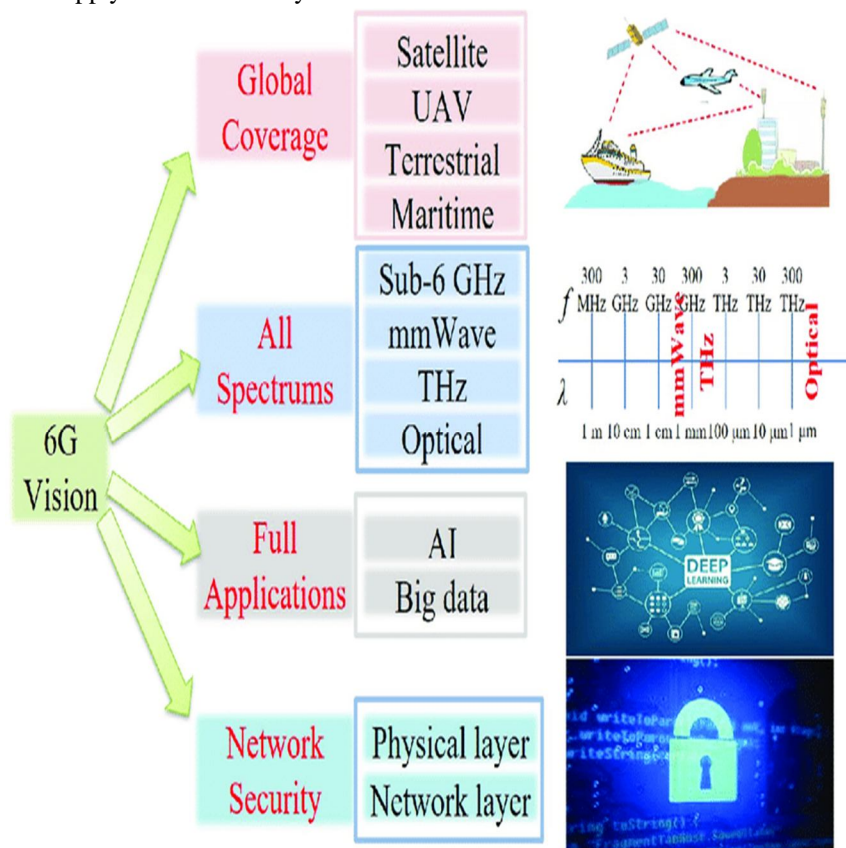 Global
Coverage
Satellite
UAV
Terrestrial
Maritime
All
Spectrums
Sub-6 GHz
mmWave
THz
Optical
f
300 3 30 300 3 30 300
MHz GHz GHz GHz THz THz THz
mmWave
THz
Optical
λ
1 m 10 cm 1 cm 1 mm 100 μm 10 μm 1 μm
6G
Vision
Full
Applications
AI
Big data
DEEP
LEARNING
Network
Security
Physical layer
Network layer